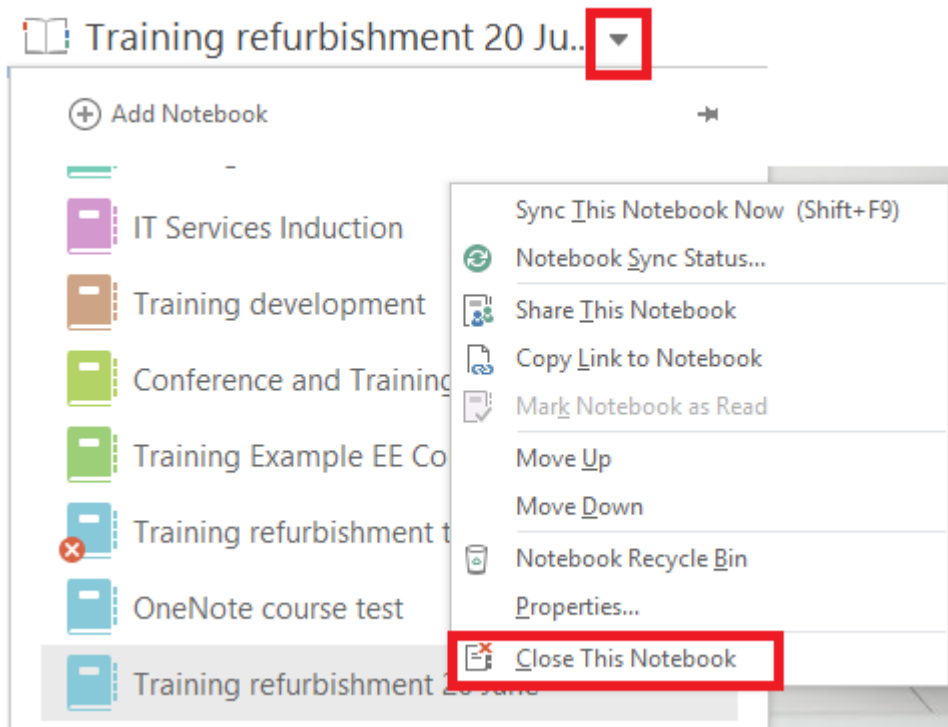 Training refurbishment 20 Ju..
Add Notebook
IT Services Induction
Training development
Conference and Training
Training Example EE Co
Training refurbishment t
OneNote course test
Training refurbishment 20 June
Sync This Notebook Now (Shift+F9)
Notebook Sync Status...
Share This Notebook
Copy Link to Notebook
Mark Notebook as Read
Move Up
Move Down
Notebook Recycle Bin
Properties...
Close This Notebook